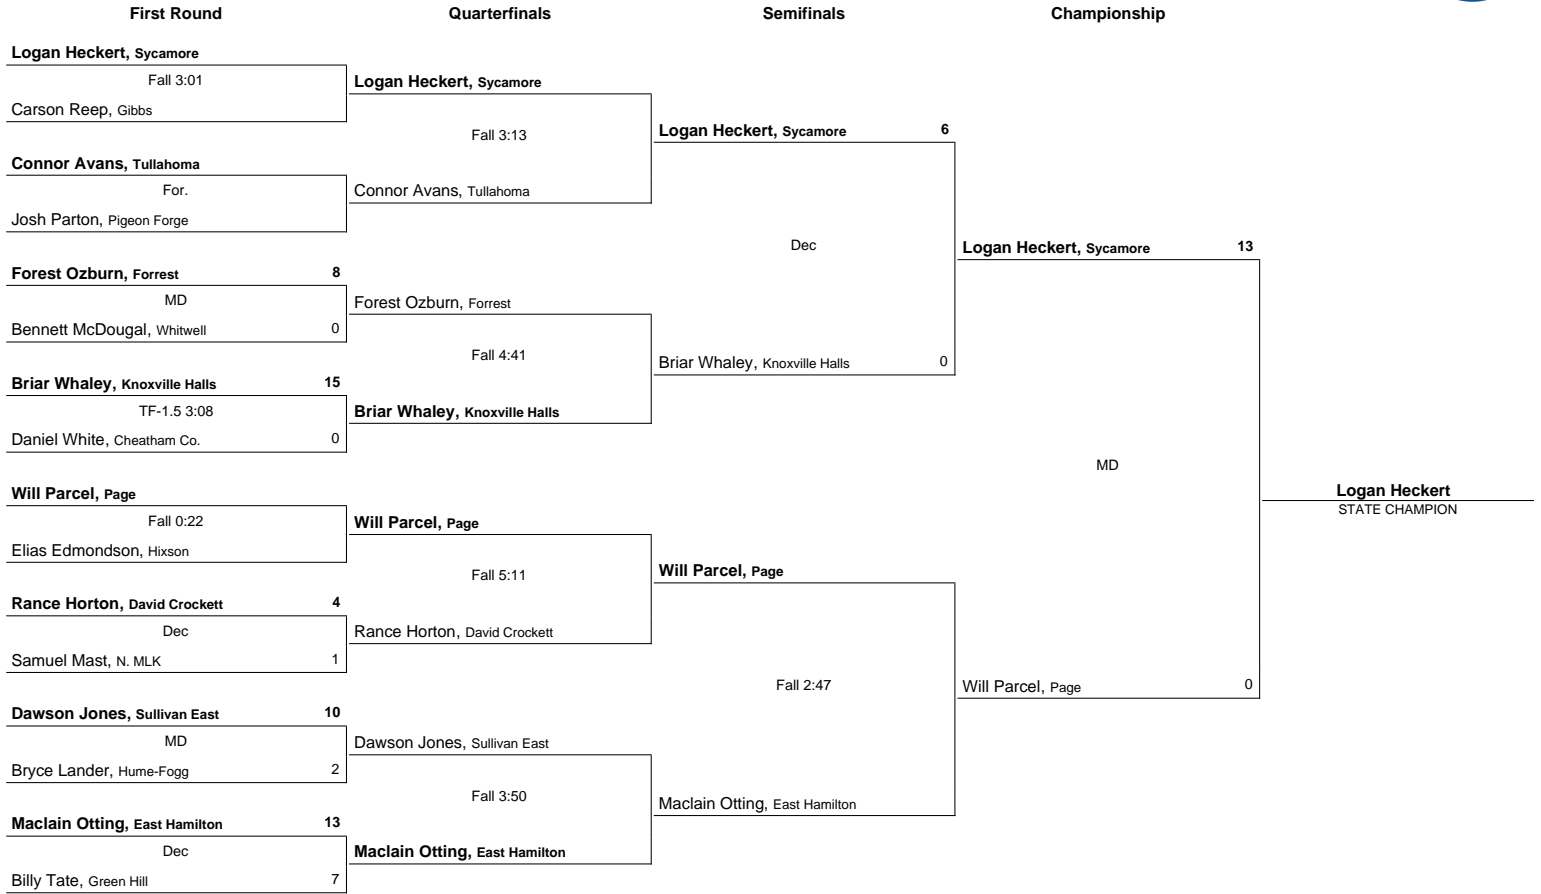 First Round Quarterfinals Semifinals Championship
Logan Heckert, Sycamore
Fall 3:01
Carson Reep, Gibbs
Connor Avans, Tullahoma
For.
Josh Parton, Pigeon Forge
Forest Ozburn, Forrest 8
MD
Bennett McDougal, Whitwell 0
Briar Whaley, Knoxville Halls 15
TF-1.5 3:08
Daniel White, Cheatham Co. 0
Will Parcel, Page
Fall 0:22
Elias Edmondson, Hixson
Rance Horton, David Crockett 4
Dec
Samuel Mast, N. MLK 1
Dawson Jones, Sullivan East 10
MD
Bryce Lander, Hume-Fogg 2
Maclain Otting, East Hamilton 13
Dec
Billy Tate, Green Hill 7
Logan Heckert, Sycamore
Fall 3:13
Connor Avans, Tullahoma
Forest Ozburn, Forrest
Fall 4:41
Briar Whaley, Knoxville Halls
Will Parcel, Page
Fall 5:11
Rance Horton, David Crockett
Dawson Jones, Sullivan East
Fall 3:50
Maclain Otting, East Hamilton
Logan Heckert, Sycamore 6
Dec
Briar Whaley, Knoxville Halls 0
Will Parcel, Page
Fall 2:47
Maclain Otting, East Hamilton
Logan Heckert, Sycamore 13
MD
Will Parcel, Page 0
Logan Heckert
STATE CHAMPION